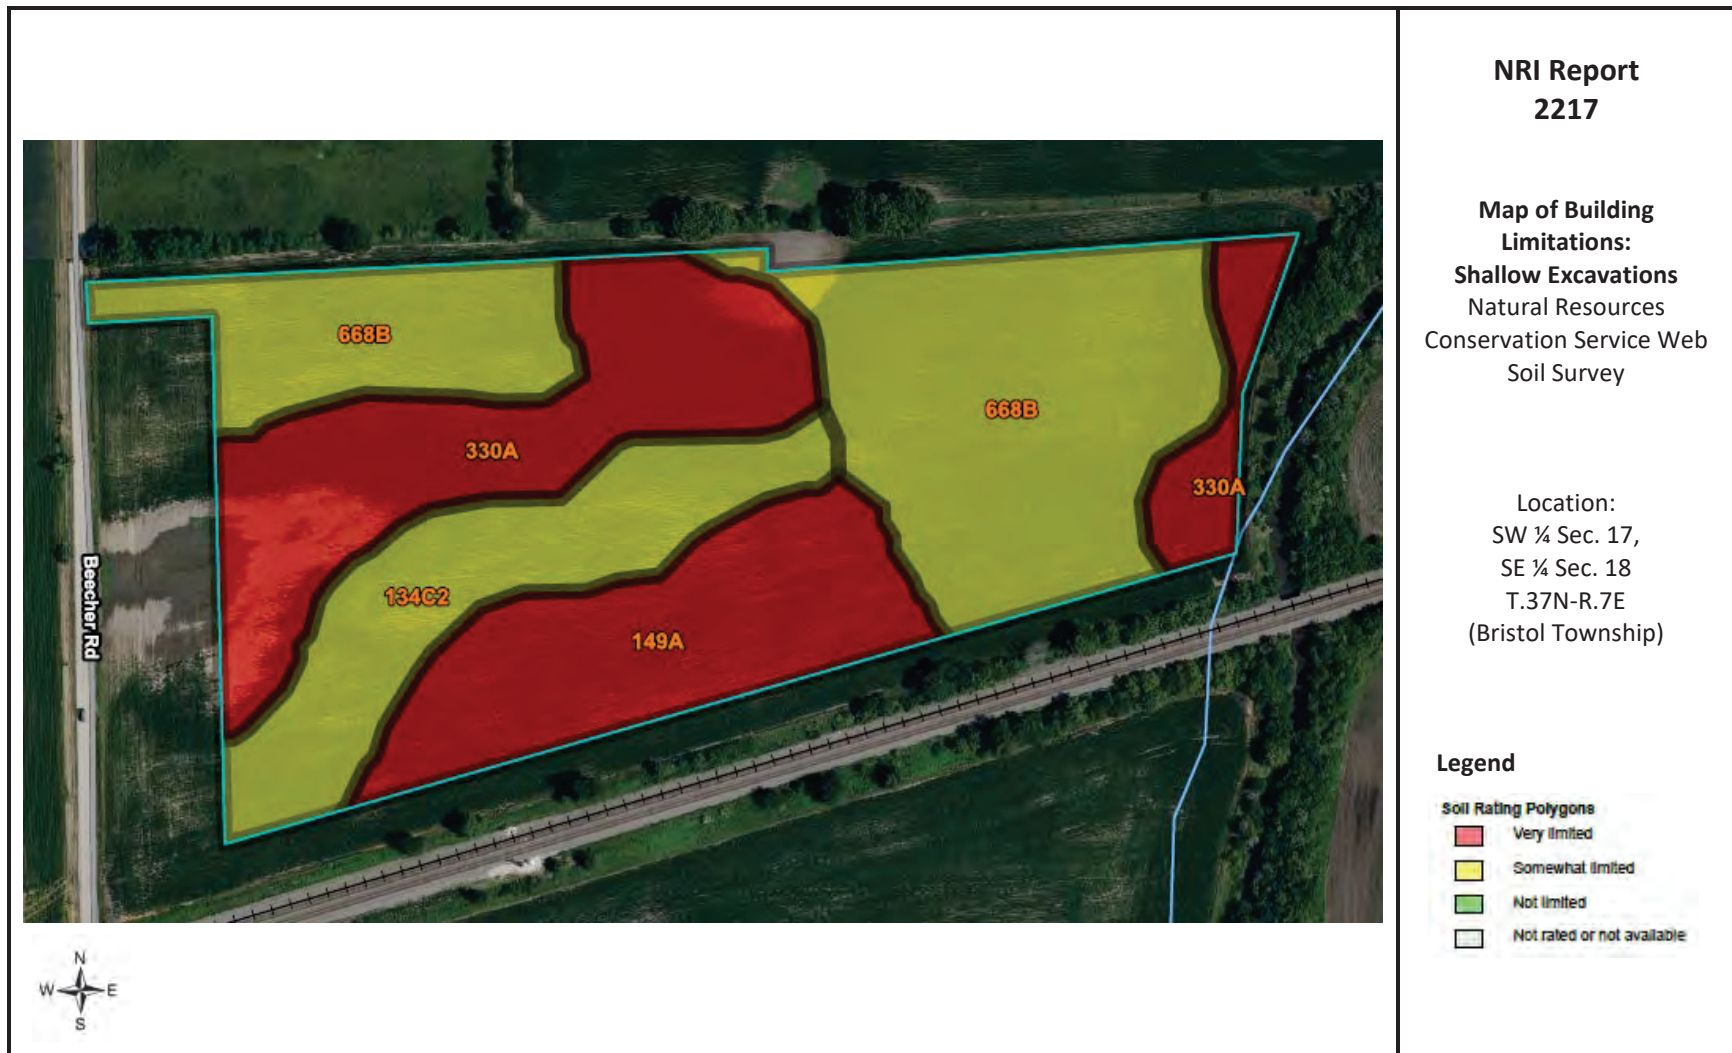 668B
668B
330A
330A
134C2
149A
Beecher Rd
N
W E
S
NRI Report
2217
Map of Building
Limitations:
Shallow Excavations
Natural Resources
Conservation Service Web
Soil Survey
Location:
SW ¼ Sec. 17,
SE ¼ Sec. 18
T.37N-R.7E
(Bristol Township)
Legend
Soil Rating Polygons
Very limited
Somewhat limited
Not limited
Not rated or not available